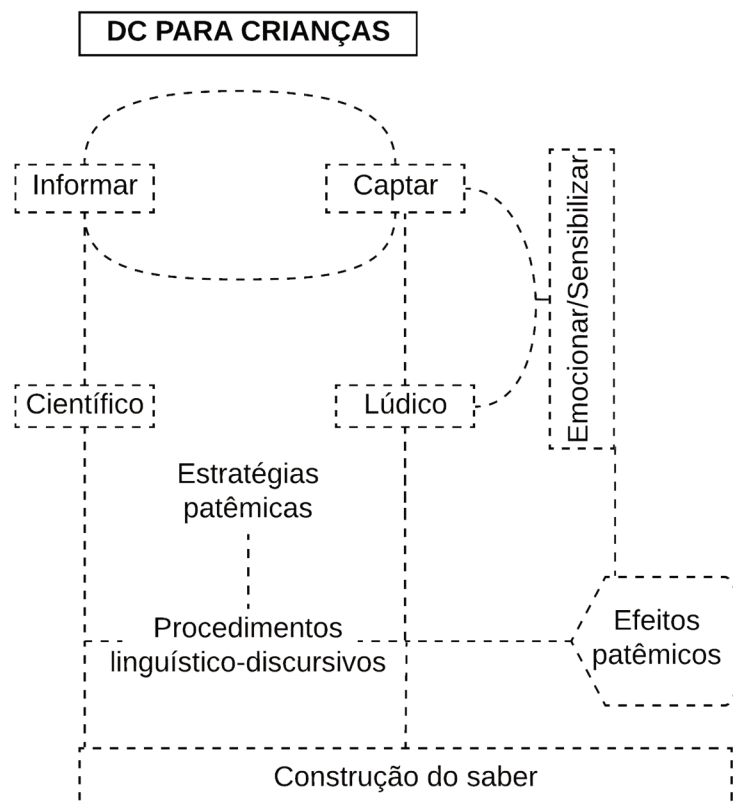 DC PARA CRIANÇAS
Informar
Captar
Emocionar/Sensibilizar
Científico
Lúdico
Estratégias
patêmicas
Procedimentos
linguístico-discursivos
Efeitos
patêmicos
Construção do saber